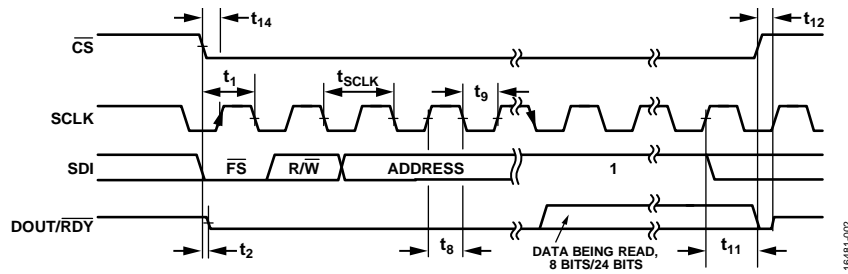 t14
t12
CS
t1
tSCLK
t9
SCLK
SDI
FS
R/W
ADDRESS
1
DOUT/RDY
t2
t8
DATA BEING READ,
8 BITS/24 BITS
t11
16481-002